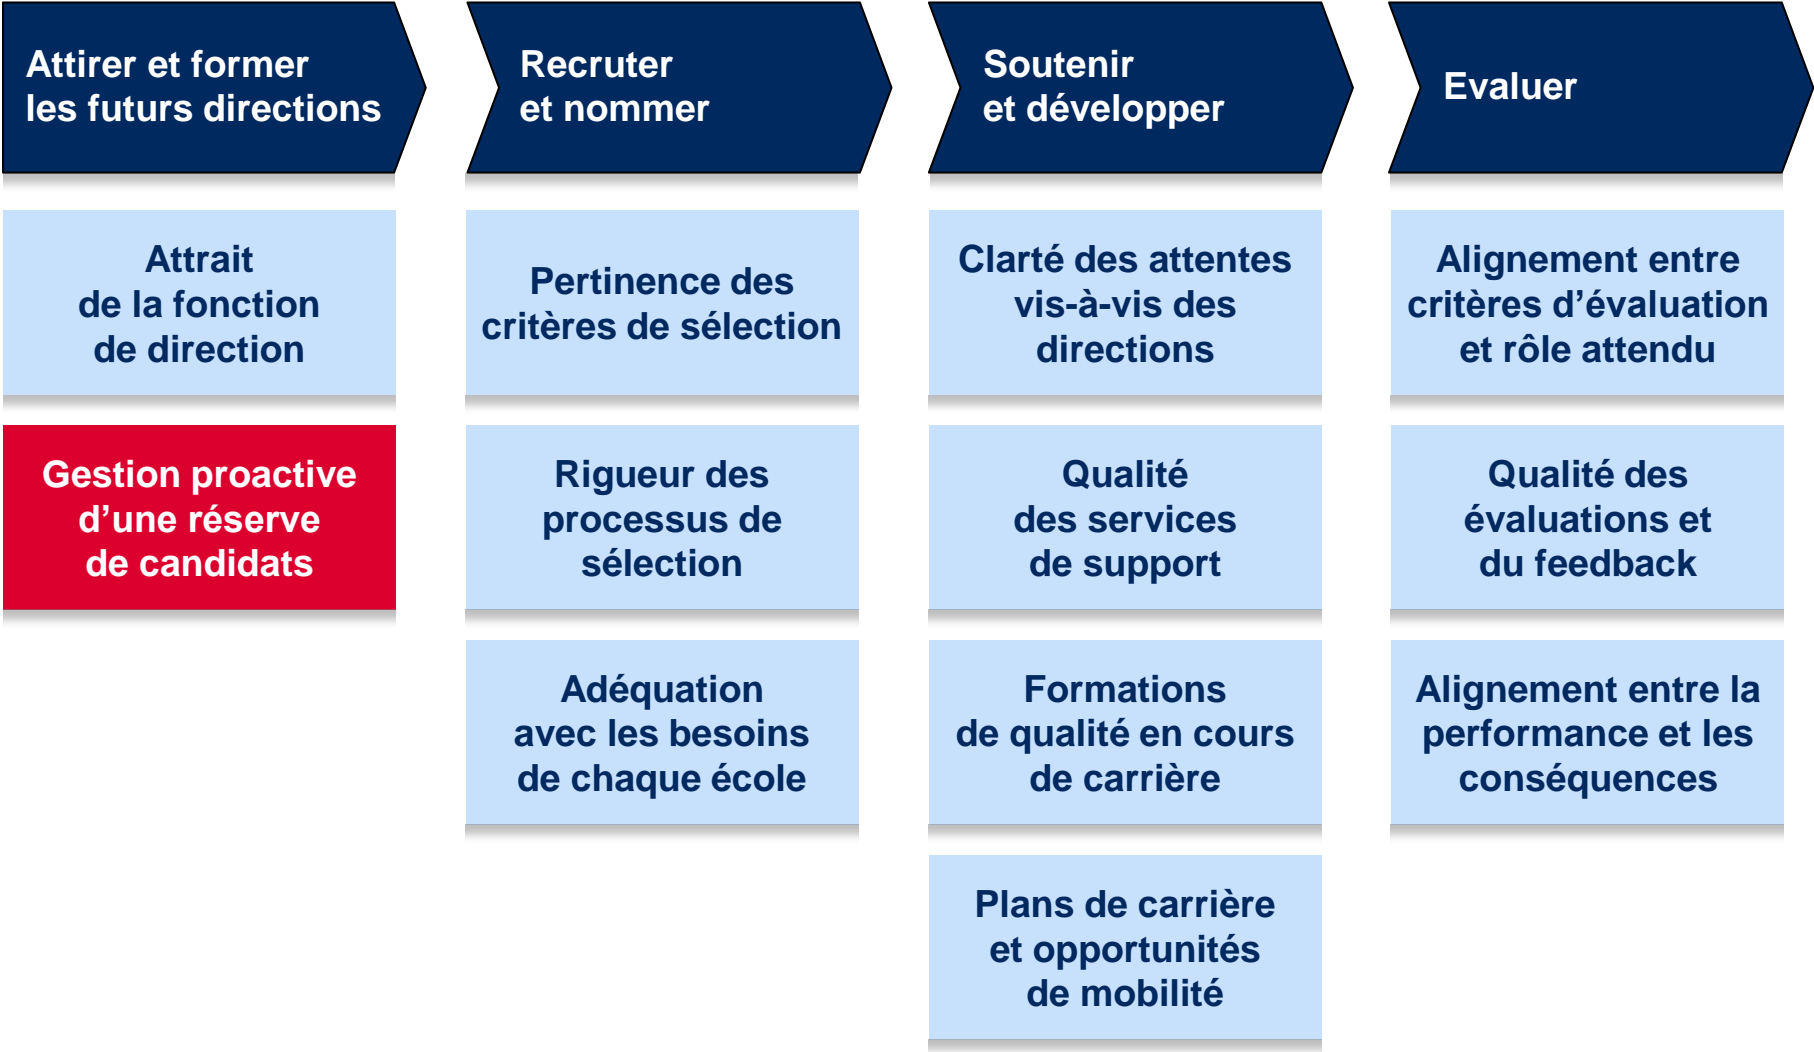 Attirer et former
les futurs directions
Recruter
et nommer
Soutenir
et développer
Evaluer
Attrait
de la fonction
de direction
Pertinence des
critères de sélection
Clarté des attentes
vis-à-vis des
directions
Alignement entre
critères d’évaluation
et rôle attendu
Gestion proactive
d’une réserve
de candidats
Rigueur des
processus de
sélection
Qualité
des services
de support
Qualité des
évaluations et
du feedback
Adéquation
avec les besoins
de chaque école
Formations
de qualité en cours
de carrière
Alignement entre la
performance et les
conséquences
Plans de carrière
et opportunités
de mobilité